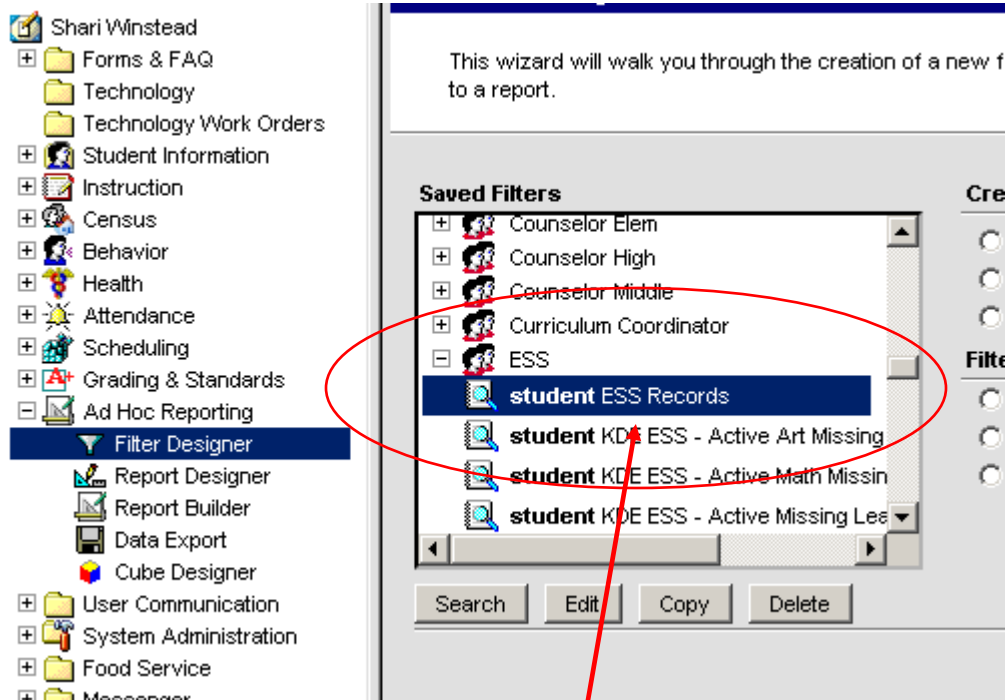 Shari Winstead
Forms & FAQ
Technology
Technology Work Orders
Student Information
Instruction
Census
Behavior
Health
Attendance
Scheduling
Grading & Standards
Ad Hoc Reporting
Filter Designer
Report Designer
Report Builder
Data Export
Cube Designer
User Communication
System Administration
Food Service
Messenger
This wizard will walk you through the creation of a new f
to a report.
Saved Filters
Counselor Elem
Counselor High
Counselor Middle
Curriculum Coordinator
ESS
student ESS Records
student KDE ESS - Active Art Missing
student KDE ESS - Active Math Missin
student KDE ESS - Active Missing Lea
Search Edit Copy Delete
Cre
Filte